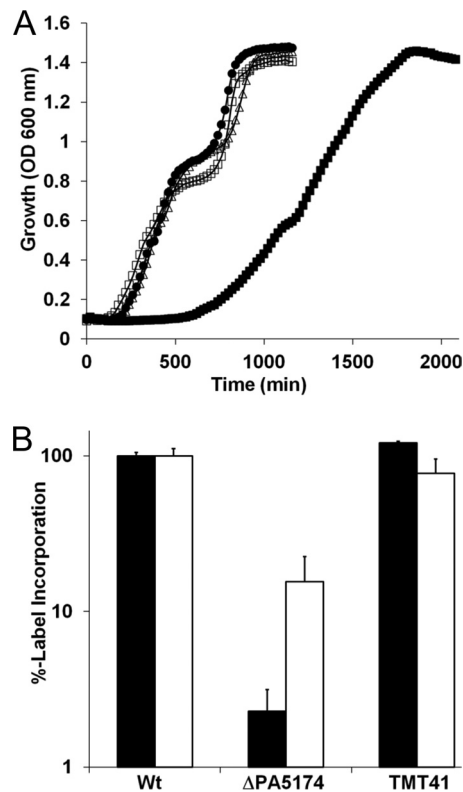 A
1.6
1.4
1.2
1
0.8
0.6
0.4
0.2
0
Growth (OD 600 nm)
0 500 1000 1500 2000
Time (min)
B
100
10
1
%-Label Incorporation
Wt ΔPA5174 TMT41